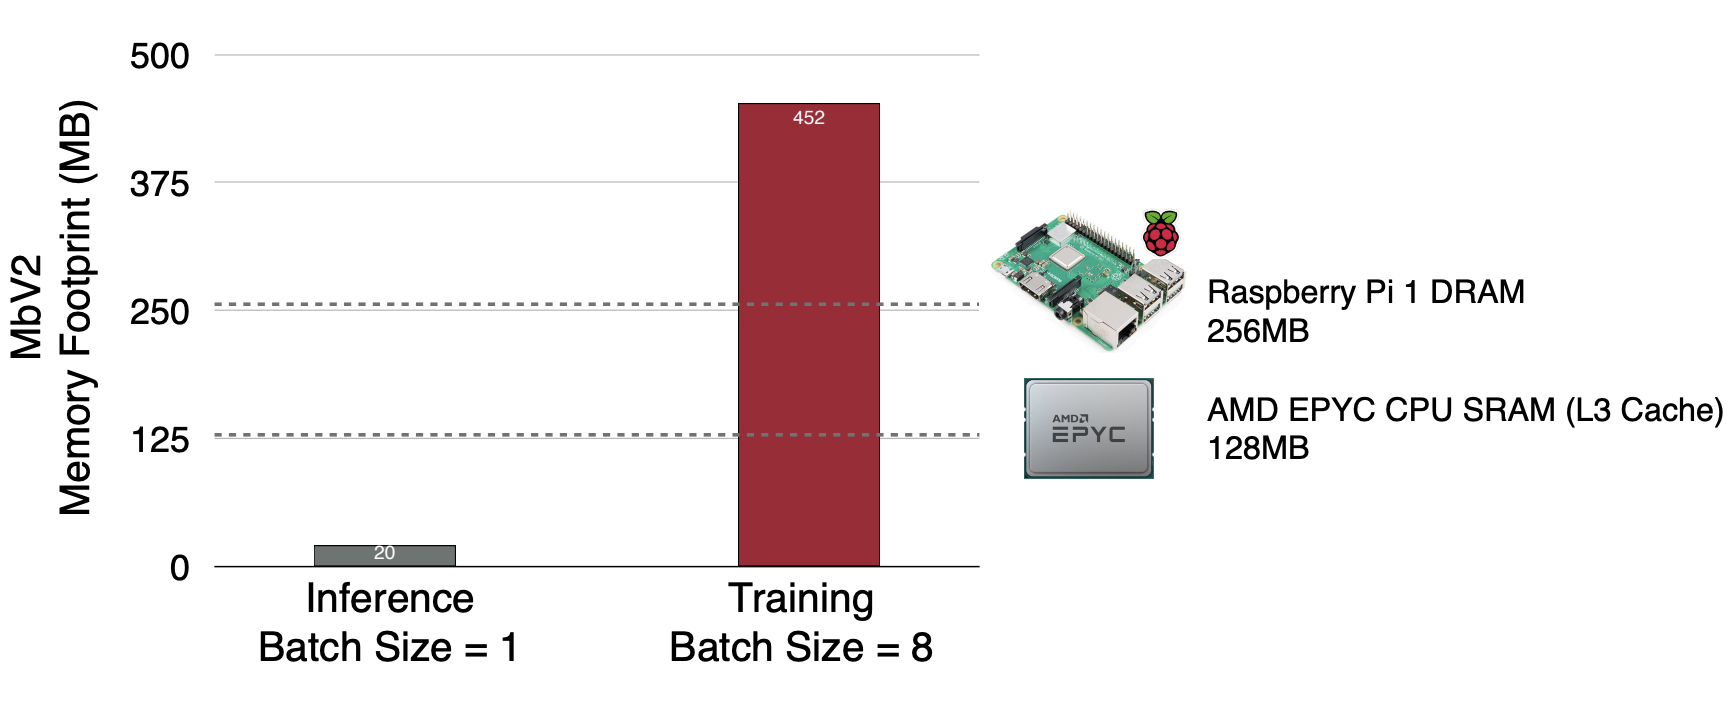 MbV2
Memory Footprint (MB)
500
375
250
125
0
452
20
Inference
Batch Size = 1
Training
Batch Size = 8
Raspberry Pi 1 DRAM
256MB
AMD
EPYC
AMD EPYC CPU SRAM (L3 Cache)
128MB